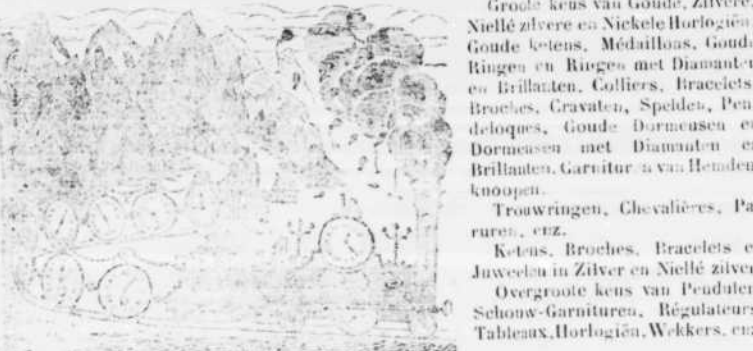 Groote keus van Goude, Zilvere,
Niellé zilvere en Nickele Horlogiën
Goude ketens, Médaillons, Goude
Ringen en Ringen met Diamanten
en Brillanten, Colliers, Bracelets
Broches, Cravaten, Spelden, Pen-
deloques, Goude Dormeusen en
Dormeusen met Diamanten en
Brillanten, Garnituren van Hemden
knoopen.
Trouwringen, Chevalières, Pa
ruren, enz.
Ketens, Broches, Bracelets e
Juweelen in Zilver en Niellé zilver
Overgroote keus van Pendulen
Schouw-Garnituren, Régulateurs
Tableaux, Horlogiën, Wekkers, enz